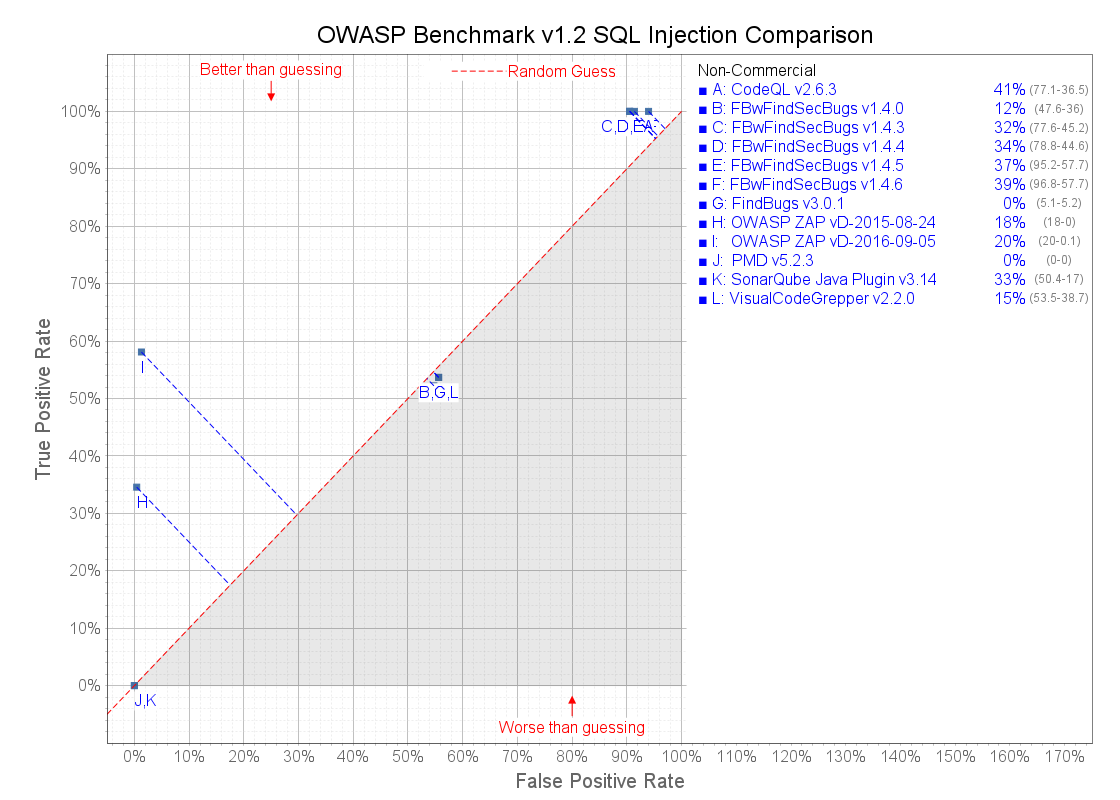 OWASP Benchmark v1.2 SQL Injection Comparison
Better than guessing
Random Guess
Non-Commercial
A: CodeQL v2.6.3 41% (77.1-36.5)
B: FBwFindSecBugs v1.4.0 12% (47.6-36)
C: FBwFindSecBugs v1.4.3 32% (77.6-45.2)
D: FBwFindSecBugs v1.4.4 34% (78.8-44.6)
E: FBwFindSecBugs v1.4.5 37% (95.2-57.7)
F: FBwFindSecBugs v1.4.6 39% (96.8-57.7)
G: FindBugs v3.0.1 0% (5.1-5.2)
H: OWASP ZAP vD-2015-08-24 18% (18-0)
I: OWASP ZAP vD-2016-09-05 20% (20-0.1)
J: PMD v5.2.3 0% (0-0)
K: SonarQube Java Plugin v3.14 33% (50.4-17)
L: VisualCodeGrepper v2.2.0 15% (53.5-38.7)
100%
90%
80%
70%
60%
50%
40%
30%
20%
10%
0%
True Positive Rate
C,D,E
A
I
B,G,L
H
J,K
Worse than guessing
0% 10% 20% 30% 40% 50% 60% 70% 80% 90% 100% 110% 120% 130% 140% 150% 160% 170%
False Positive Rate